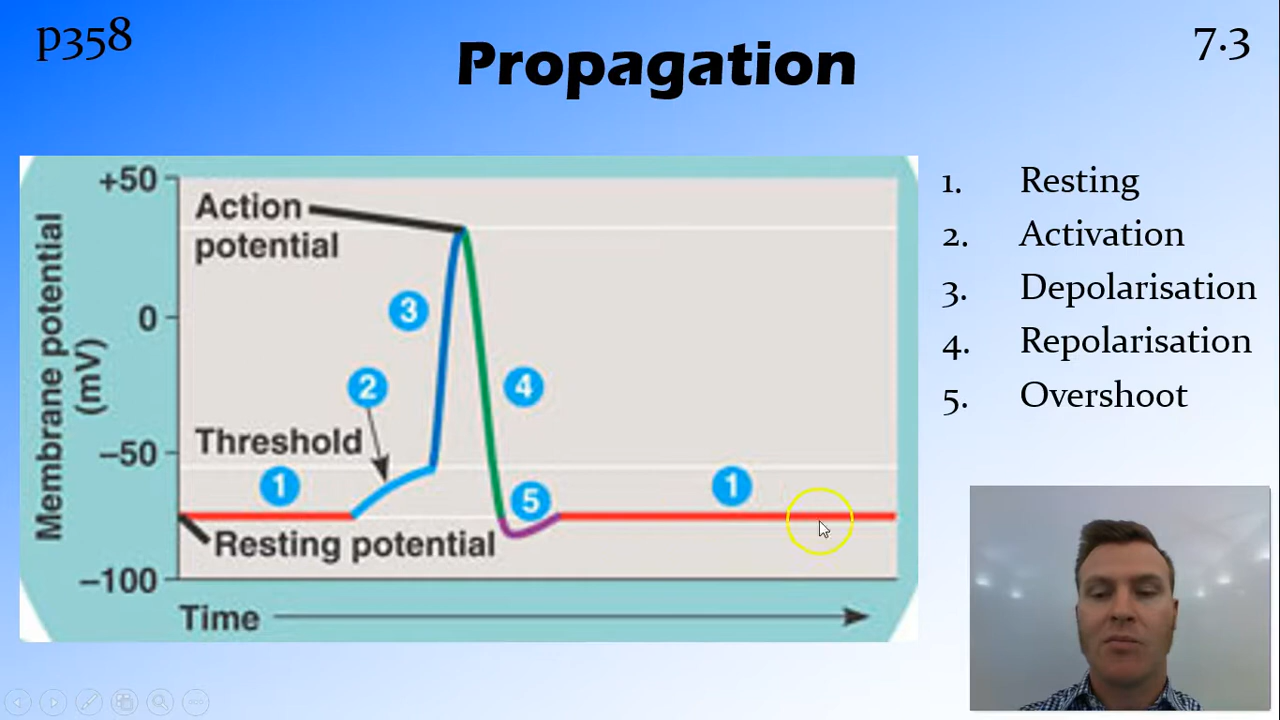 p358
Propagation
7.3
+50
0
–50
–100
Membrane potential
(mV)
Action
potential
3
2
4
Threshold
1
5
1
Resting potential
Time
1. Resting
2. Activation
3. Depolarisation
4. Repolarisation
5. Overshoot